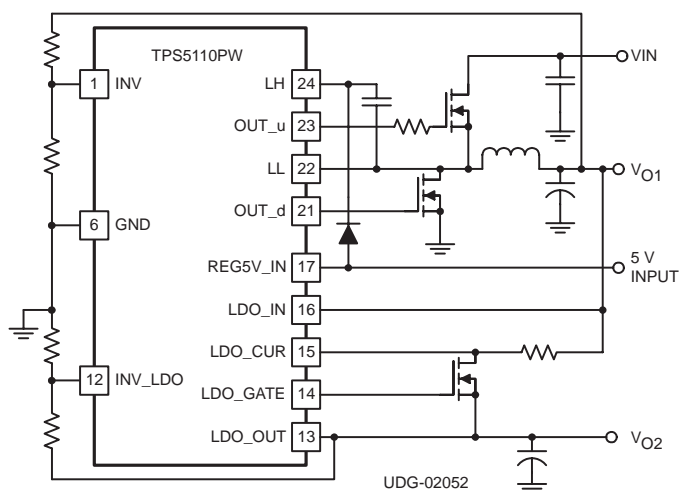 TPS5110PW
VIN
1 INV
LH 24
OUT_u 23
LL 22
VO1
OUT_d 21
6 GND
REG5V_IN 17
5 V
INPUT
LDO_IN 16
LDO_CUR 15
12 INV_LDO
LDO_GATE 14
LDO_OUT 13
VO2
UDG-02052